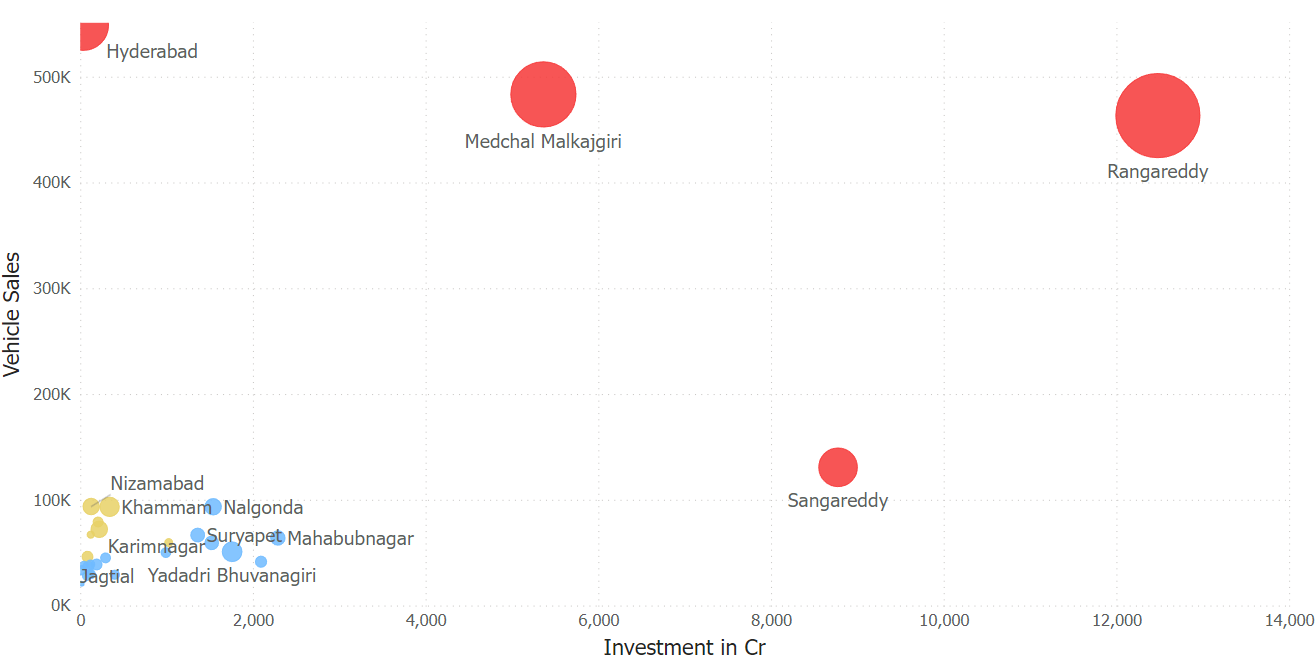 Vehicle Sales
500K
400K
300K
200K
100K
0K
Hyderabad
Medchal Malkajgiri
Rangareddy
Sangareddy
Nizamabad
Khammam
Nalgonda
Suryapet
Mahabubnagar
Karimnagar
Jagtial
Yadadri Bhuvanagiri
0
2,000
4,000
6,000
8,000
10,000
12,000
14,000
Investment in Cr